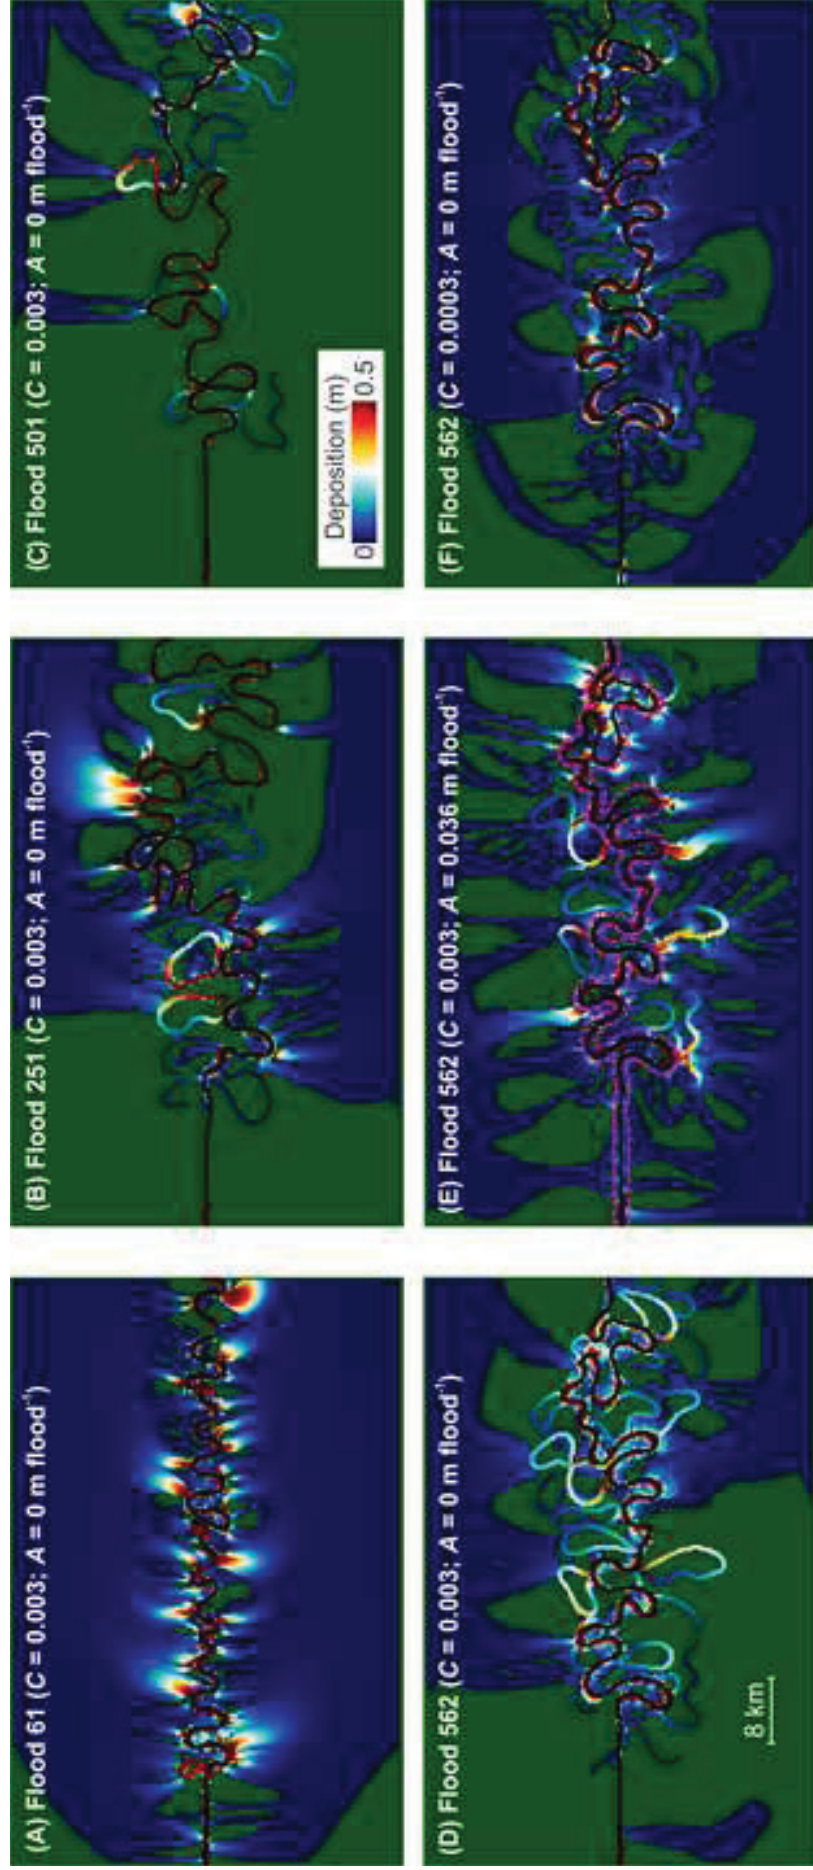 (A) Flood 61 (C = 0.003; A = 0 m flood⁻¹)
(B) Flood 251 (C = 0.003; A = 0 m flood⁻¹)
(C) Flood 501 (C = 0.003; A = 0 m flood⁻¹)
Deposition (m)
0 0.5
(D) Flood 562 (C = 0.003; A = 0 m flood⁻¹)
8 km
(E) Flood 562 (C = 0.003; A = 0.036 m flood⁻¹)
(F) Flood 562 (C = 0.0003; A = 0 m flood⁻¹)